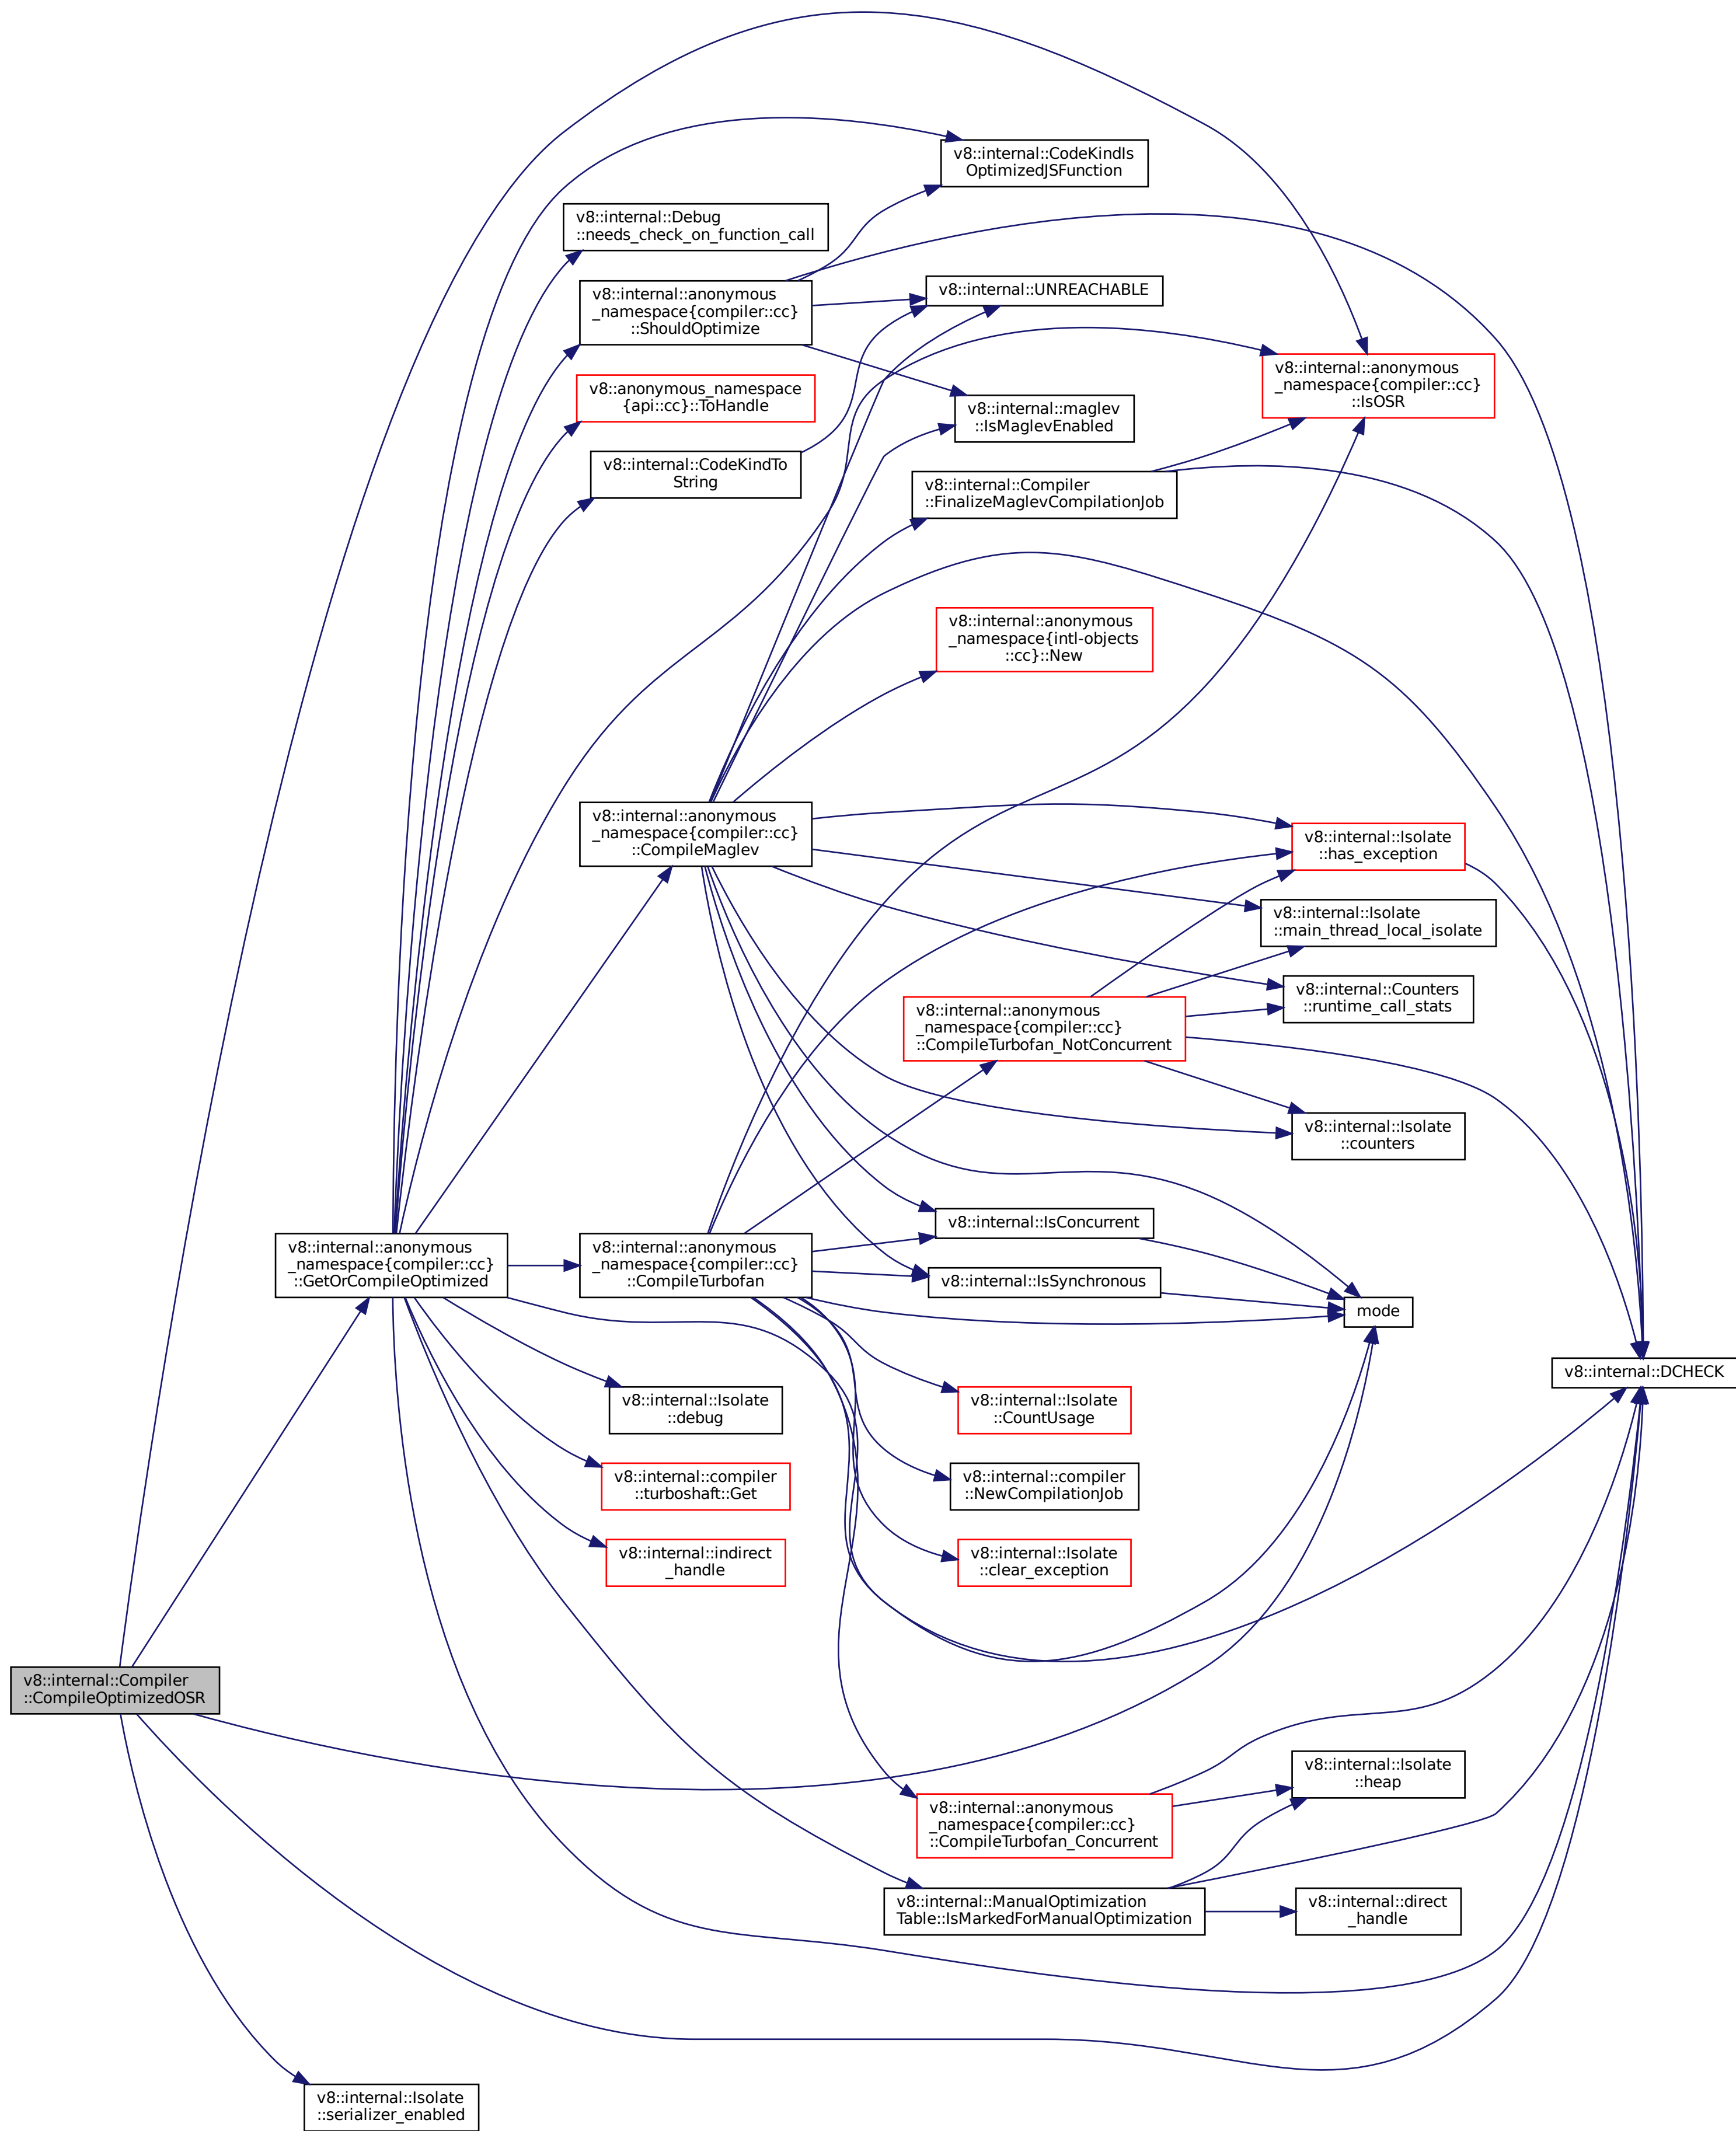 v8::internal::CodeKindIs
OptimizedJSFunction
v8::internal::Debug
::needs_check_on_function_call
v8::internal::anonymous
_namespace{compiler::cc}
::ShouldOptimize
v8::internal::UNREACHABLE
v8::internal::anonymous
_namespace{compiler::cc}
::IsOSR
v8::anonymous_namespace
{api::cc}::ToHandle
v8::internal::maglev
::IsMaglevEnabled
v8::internal::CodeKindTo
String
v8::internal::Compiler
::FinalizeMaglevCompilationJob
v8::internal::anonymous
_namespace{intl-objects
::cc}::New
v8::internal::anonymous
_namespace{compiler::cc}
::CompileMaglev
v8::internal::Isolate
::has_exception
v8::internal::Isolate
::main_thread_local_isolate
v8::internal::Counters
::runtime_call_stats
v8::internal::anonymous
_namespace{compiler::cc}
::CompileTurbofan_NotConcurrent
v8::internal::Isolate
::counters
v8::internal::IsConcurrent
v8::internal::anonymous
_namespace{compiler::cc}
::GetOrCompileOptimized
v8::internal::anonymous
_namespace{compiler::cc}
::CompileTurbofan
v8::internal::IsSynchronous
mode
v8::internal::DCHECK
v8::internal::Isolate
::debug
v8::internal::Isolate
::CountUsage
v8::internal::compiler
::turboshaft::Get
v8::internal::compiler
::NewCompilationJob
v8::internal::indirect
_handle
v8::internal::Isolate
::clear_exception
v8::internal::Compiler
::CompileOptimizedOSR
v8::internal::Isolate
::heap
v8::internal::anonymous
_namespace{compiler::cc}
::CompileTurbofan_Concurrent
v8::internal::ManualOptimization
Table::IsMarkedForManualOptimization
v8::internal::direct
_handle
v8::internal::Isolate
::serializer_enabled